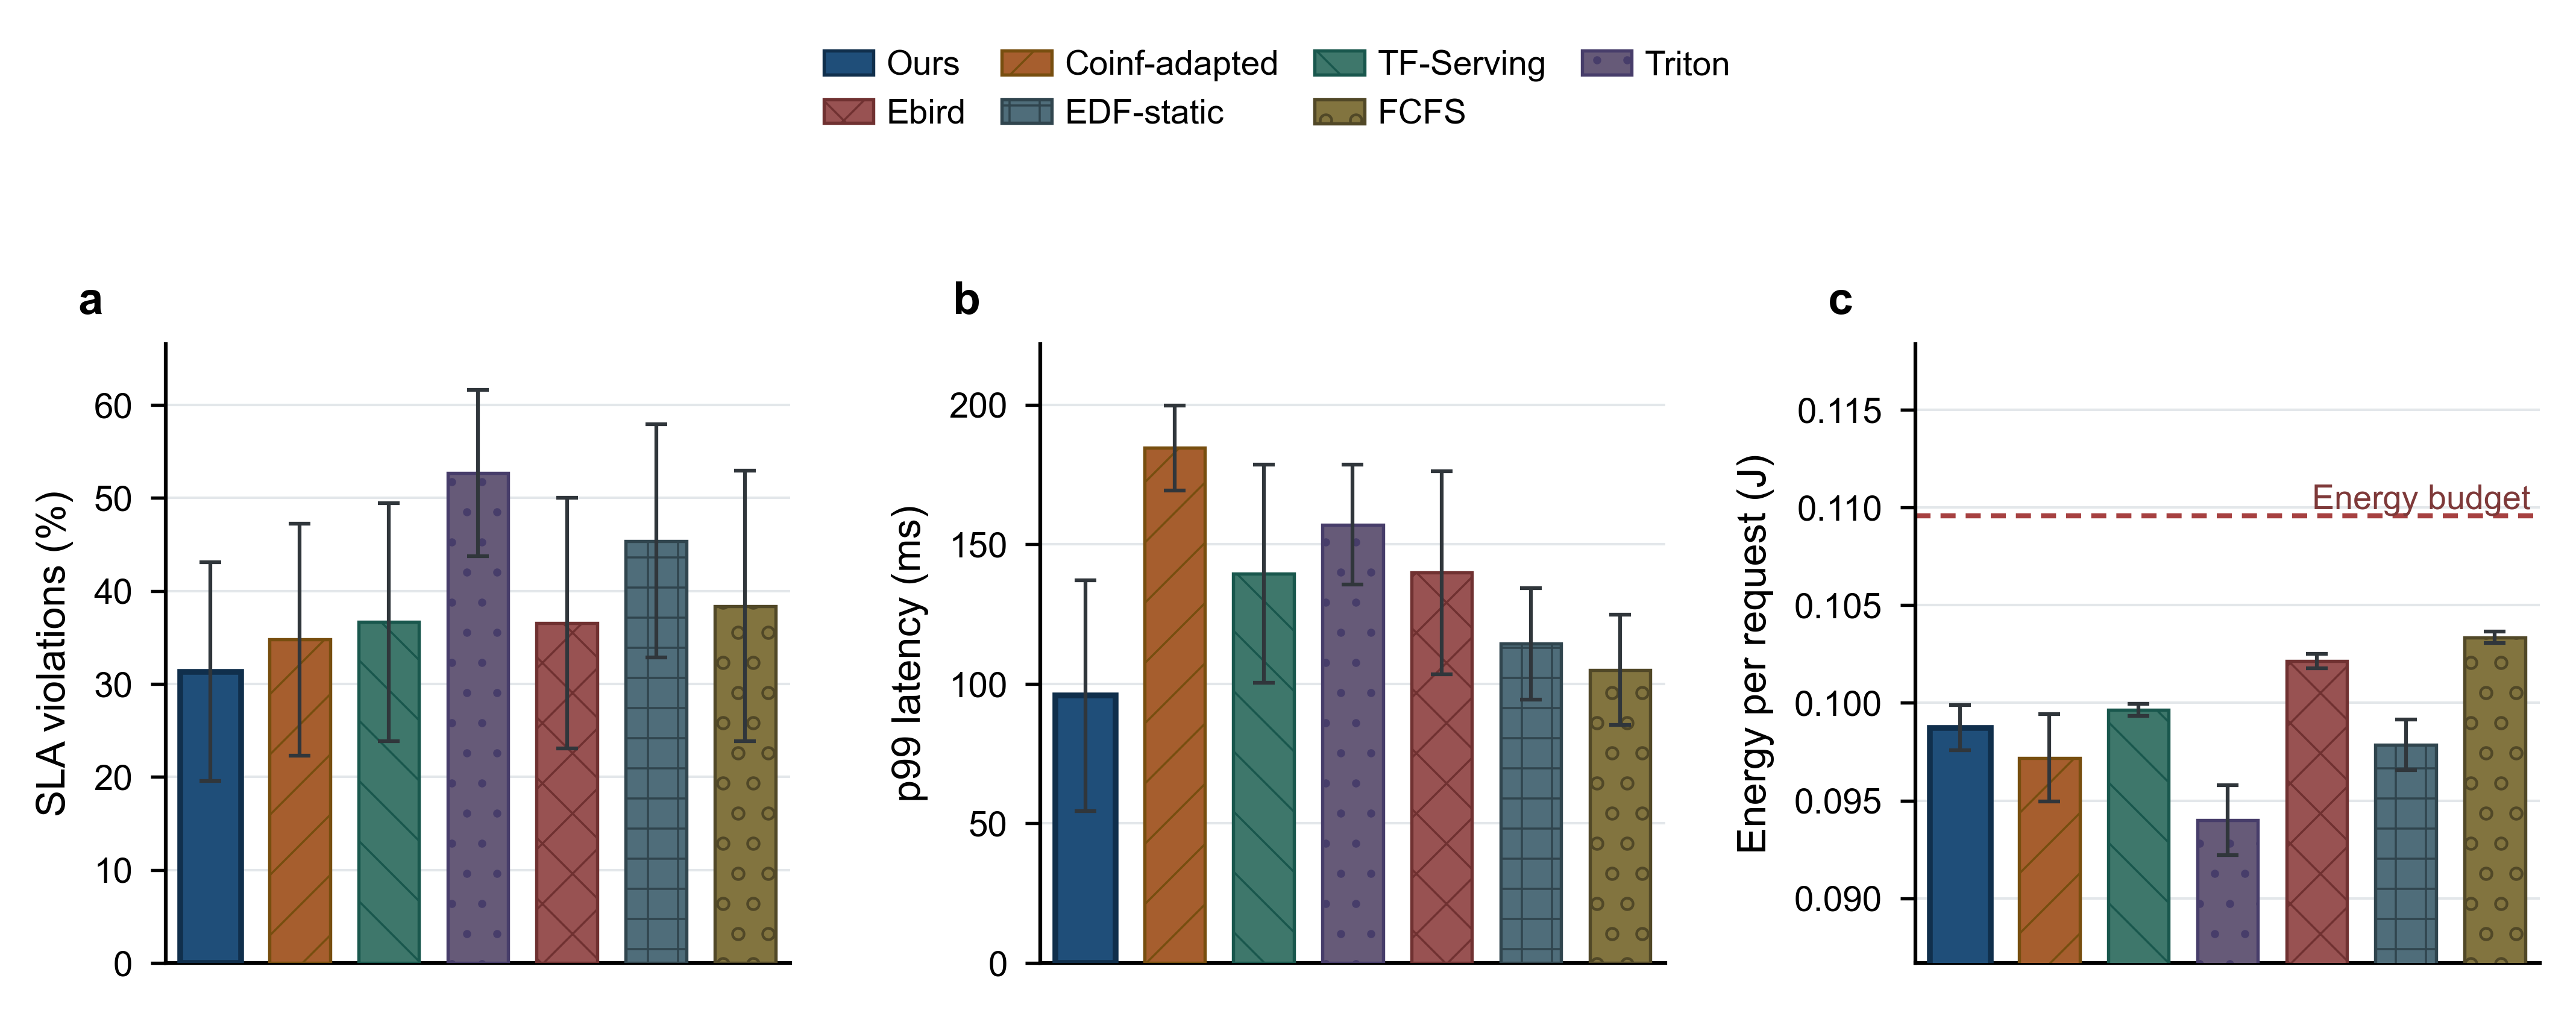 Ours Coinf-adapted TF-Serving Triton
Ebird EDF-static FCFS
a
SLA violations (%)
60
50
40
30
20
10
0
b
p99 latency (ms)
200
150
100
50
0
c
Energy per request (J)
0.115
0.110
0.105
0.100
0.095
0.090
Energy budget